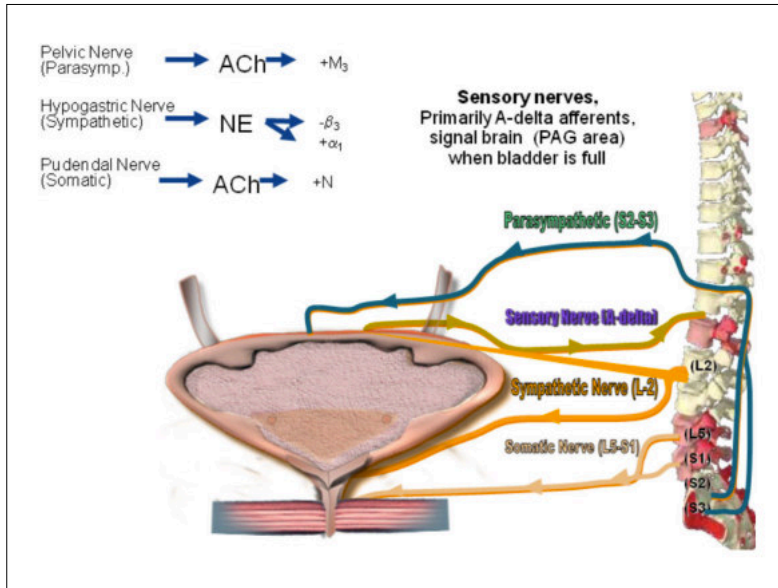 Pelvic Nerve
(Parasymp.)
ACh
+M₃
Hypogastric Nerve
(Sympathetic)
NE
-β₃
+α₁
Pudendal Nerve
(Somatic)
ACh
+N
Sensory nerves,
Primarily A-delta afferents,
signal brain (PAG area)
when bladder is full
Parasympathetic (S2-S3)
Sensory Nerve (A-delta)
(L2)
Sympathetic Nerve (L-2)
(L5)
Somatic Nerve (L5-S1)
(S1)
(S2)
(S3)